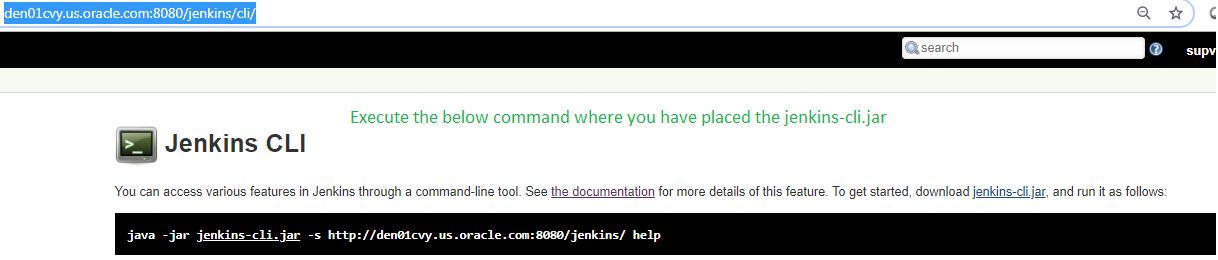 den01cvy.us.oracle.com:8080/jenkins/cli/
search
supv
Execute the below command where you have placed the jenkins-cli.jar
Jenkins CLI
You can access various features in Jenkins through a command-line tool. See the documentation for more details of this feature. To get started, download jenkins-cli.jar, and run it as follows:
java -jar jenkins-cli.jar -s http://den01cvy.us.oracle.com:8080/jenkins/ help